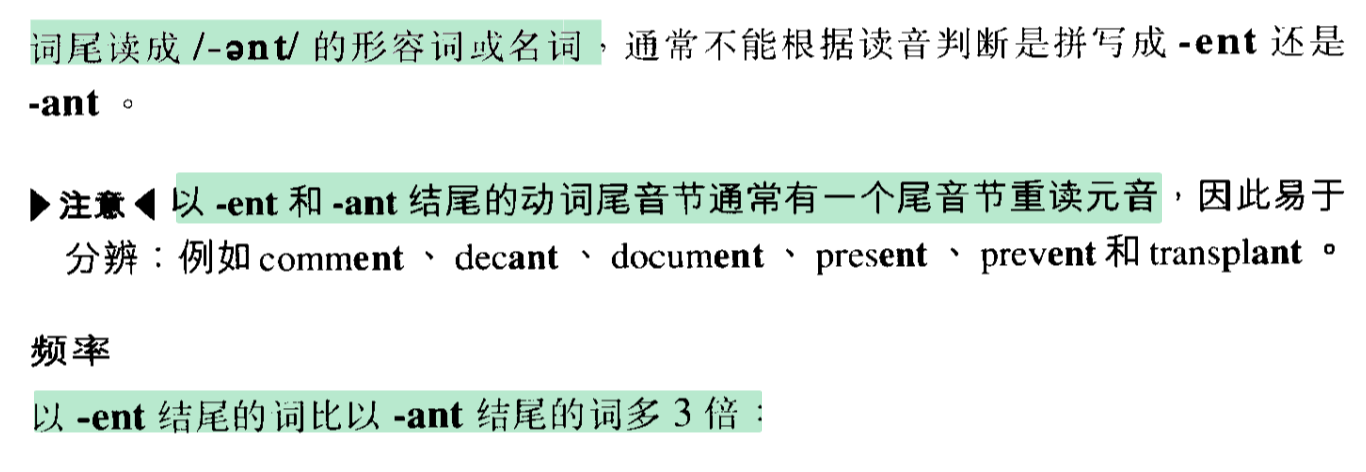 词尾读成 /-ənt/ 的形容词或名词，通常不能根据读音判断是拼写成 -ent 还是
-ant 。
▶注意◀ 以 -ent 和 -ant 结尾的动词尾音节通常有一个尾音节重读元音，因此易于
分辨：例如 comment 、 decant 、 document 、 present 、 prevent 和 transplant 。
频率
以 -ent 结尾的词比以 -ant 结尾的词多 3 倍：